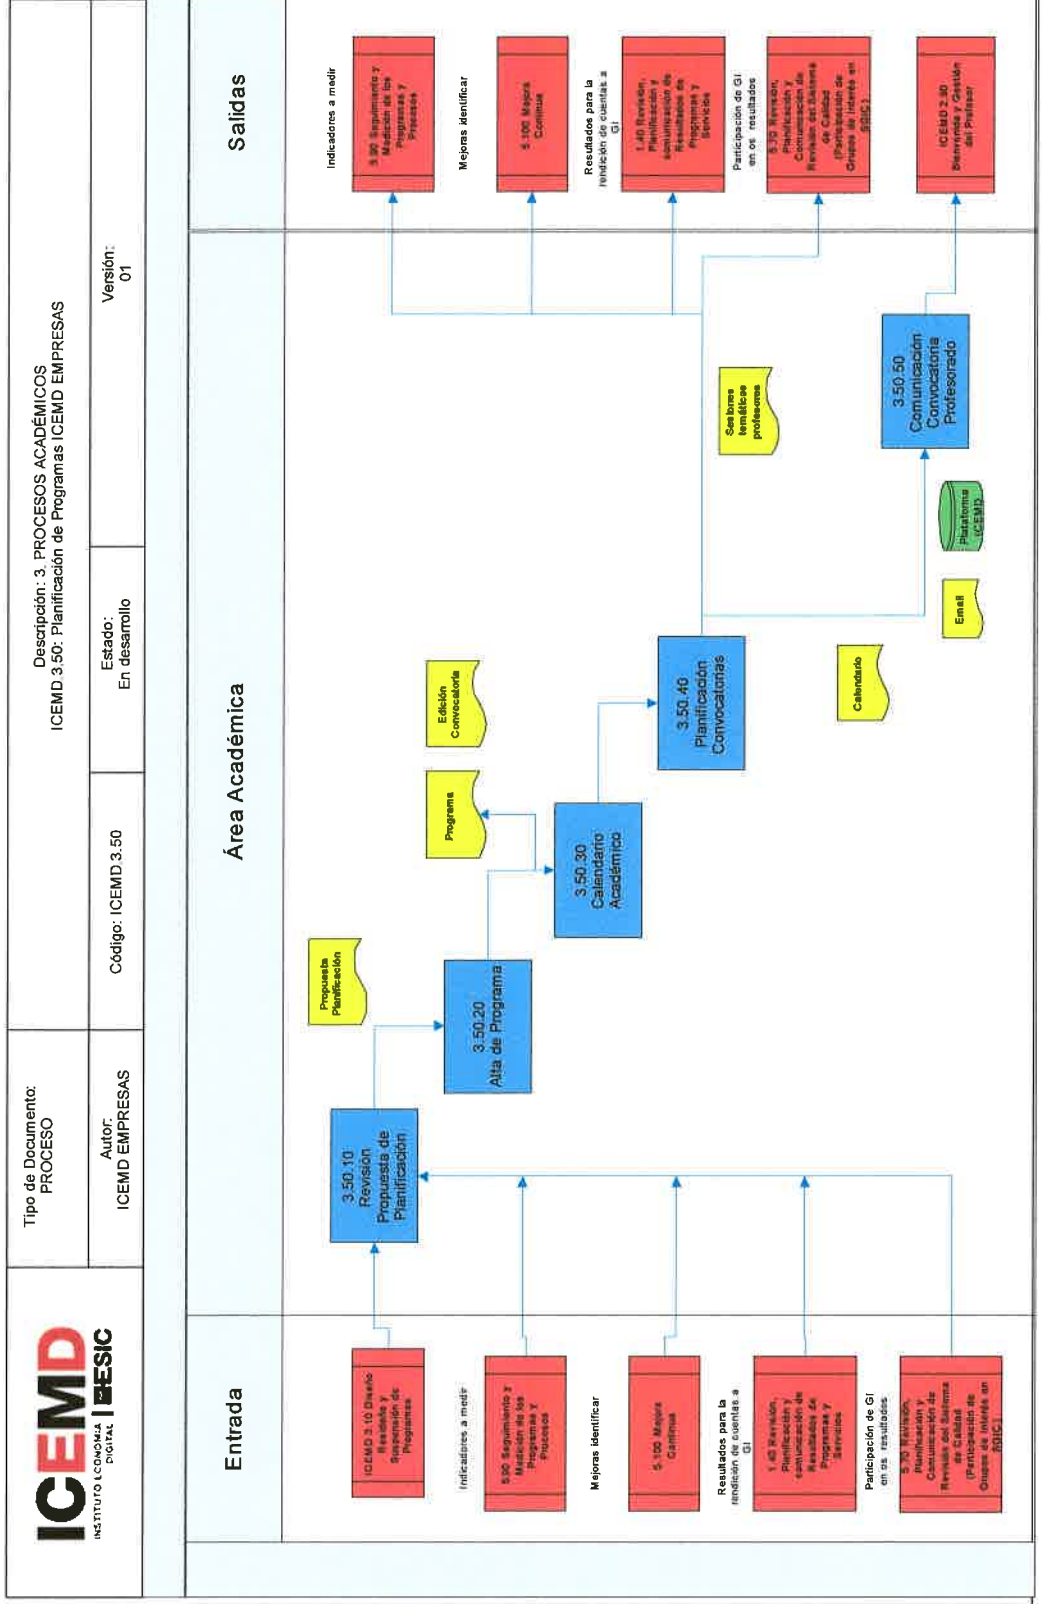 ICEMD
INSTITUTO ECONOMÍA
DIGITAL
ESIC
Tipo de Documento:
PROCESO
Descripción: 3. PROCESOS ACADÉMICOS
ICEMD.3.50: Planificación de Programas ICEMD EMPRESAS
Autor:
ICEMD EMPRESAS
Código: ICEMD.3.50
Estado:
En desarrollo
Versión:
01
Entrada
Área Académica
Salidas
ICEMD 3.10 Diseño
Rediseño y
Suspensión de
Programas
Indicadores a medir
5.90 Seguimiento y
Medición de los
Programas y
Procesos
Mejoras identificar
5.100 Mejora
Continua
Resultados para la
rendición de cuentas a
GI
1.40 Revisión,
Planificación y
comunicación de
Resultados de
Programas y
Servicios
Participación de GI
en os resultados
5.70 Revisión,
Planificación y
Comunicación de
Revisión del Sistema
de Calidad
(Participación de
Grupos de Interés en
SGIC)
3.50.10
Revisión
Propuesta de
Planificación
Propuesta
Planificación
3.50.20
Alta de Programa
Programa
Edición
Convocatoria
3.50.30
Calendario
Académico
3.50.40
Planificación
Convocatorias
Calendario
Sesiones
temáticas
profesores
Email
Plataforma
ICEMD
3.50.50
Comunicación
Convocatoria
Profesorado
Indicadores a medir
5.90 Seguimiento y
Medición de los
Programas y
Procesos
Mejoras identificar
5.100 Mejora
Continua
Resultados para la
rendición de cuentas a
GI
1.40 Revisión,
Planificación y
comunicación de
Resultados de
Programas y
Servicios
Participación de GI
en os resultados
5.70 Revisión,
Planificación y
Comunicación de
Revisión del Sistema
de Calidad
(Participación de
Grupos de Interés en
SGIC)
ICEMD 2.80
Bienvenida y Gestión
del Profesor